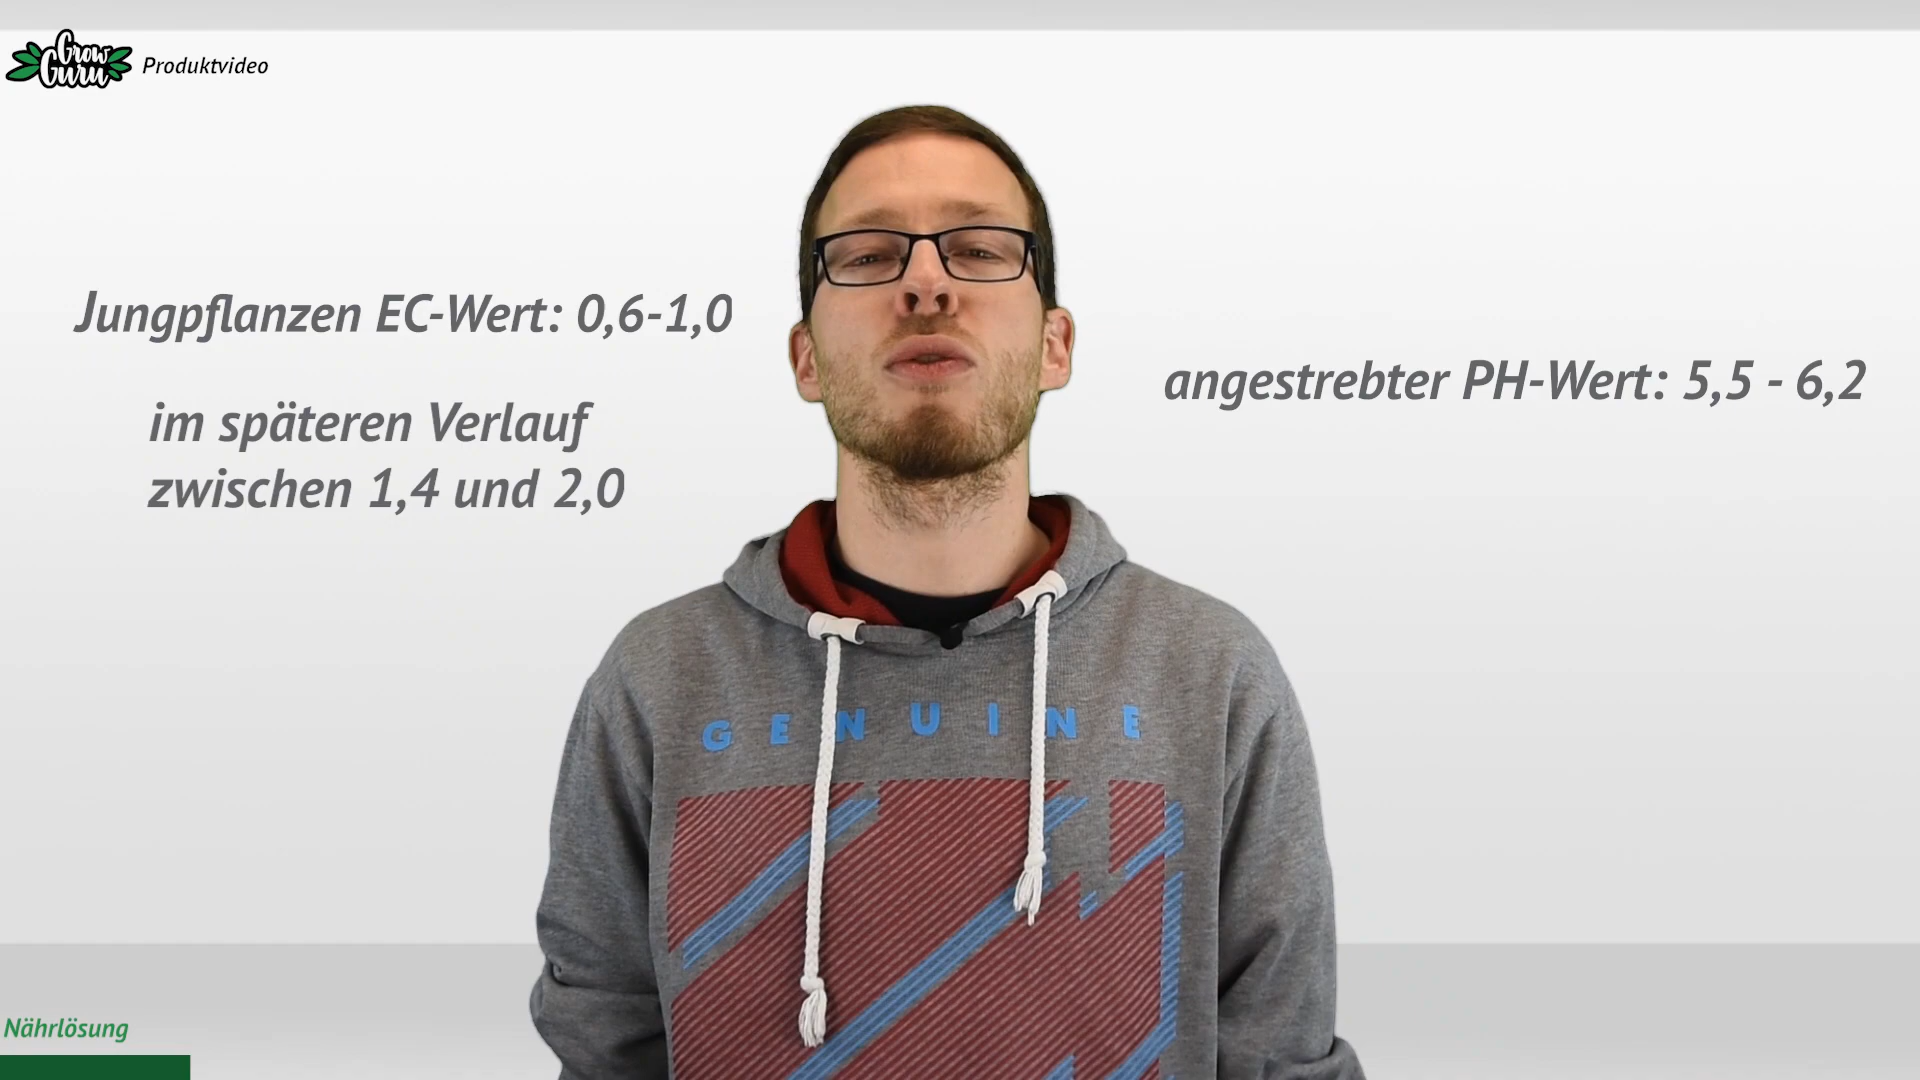 Grow
Guru
Produktvideo
Jungpflanzen EC-Wert: 0,6-1,0
im späteren Verlauf
zwischen 1,4 und 2,0
angestrebter PH-Wert: 5,5 - 6,2
GENUINE
Nährlösung